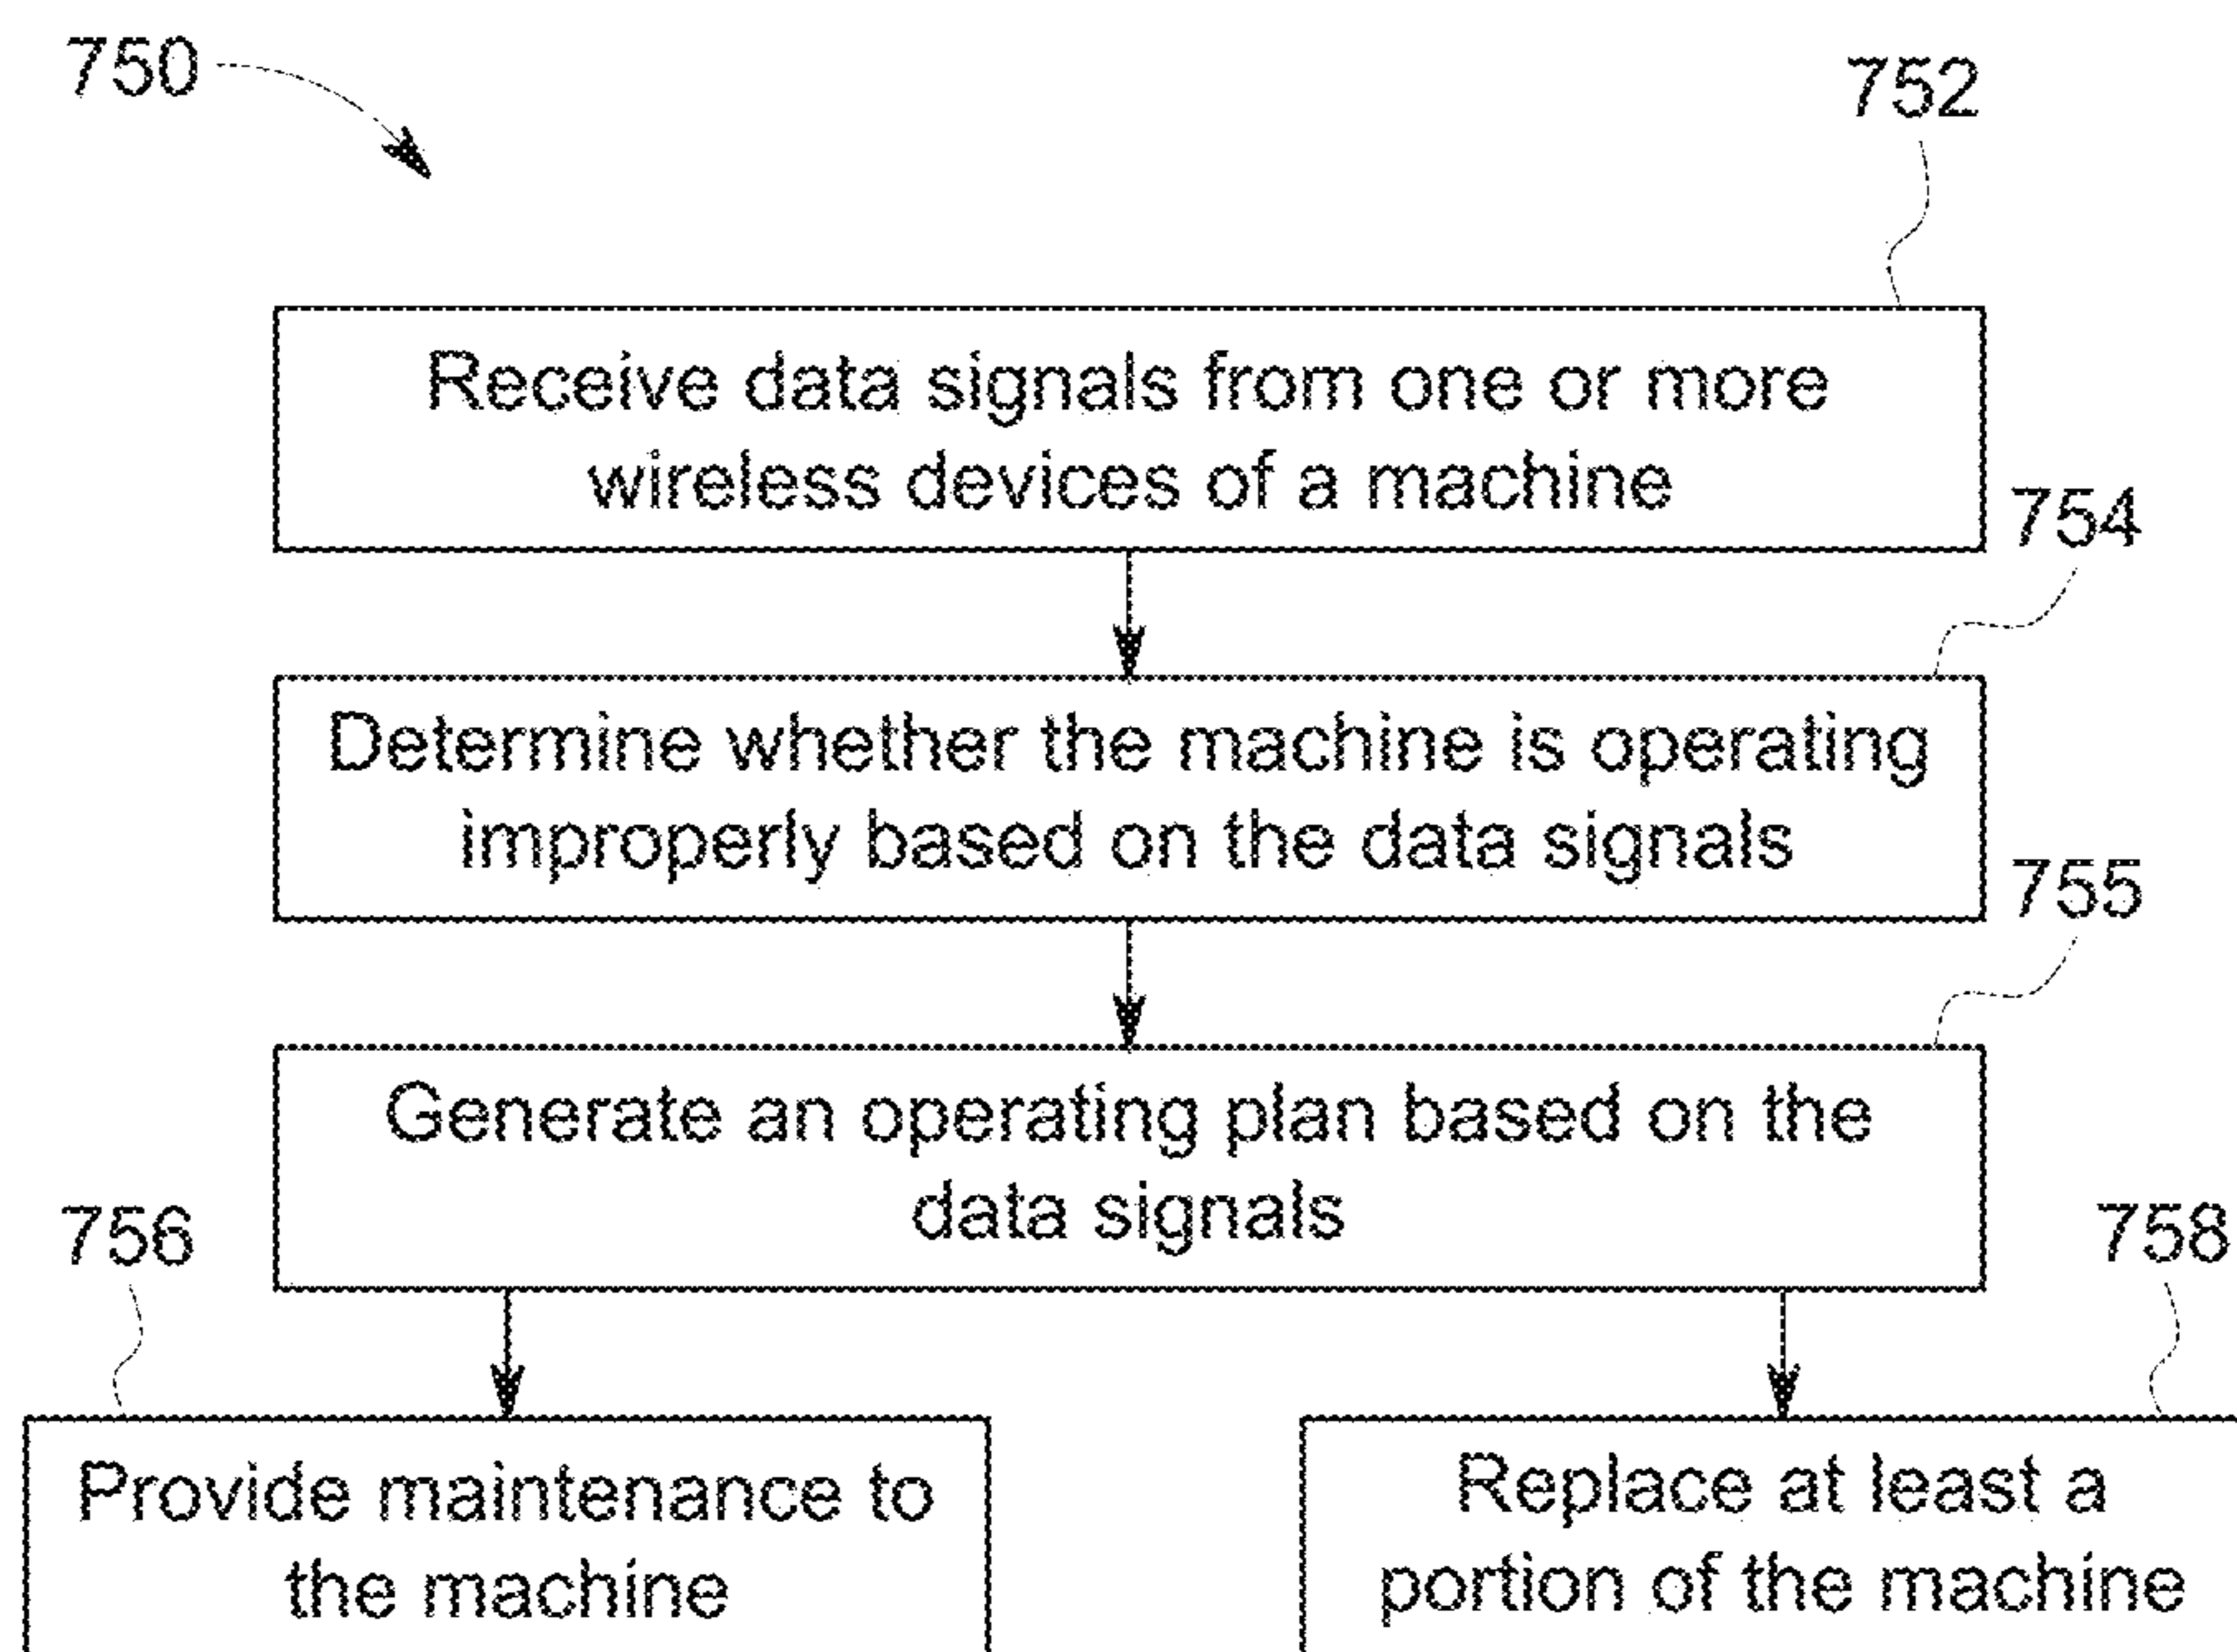 750
752
Receive data signals from one or more
wireless devices of a machine
754
Determine whether the machine is operating
improperly based on the data signals
755
Generate an operating plan based on the
data signals
756
758
Provide maintenance to
the machine
Replace at least a
portion of the machine